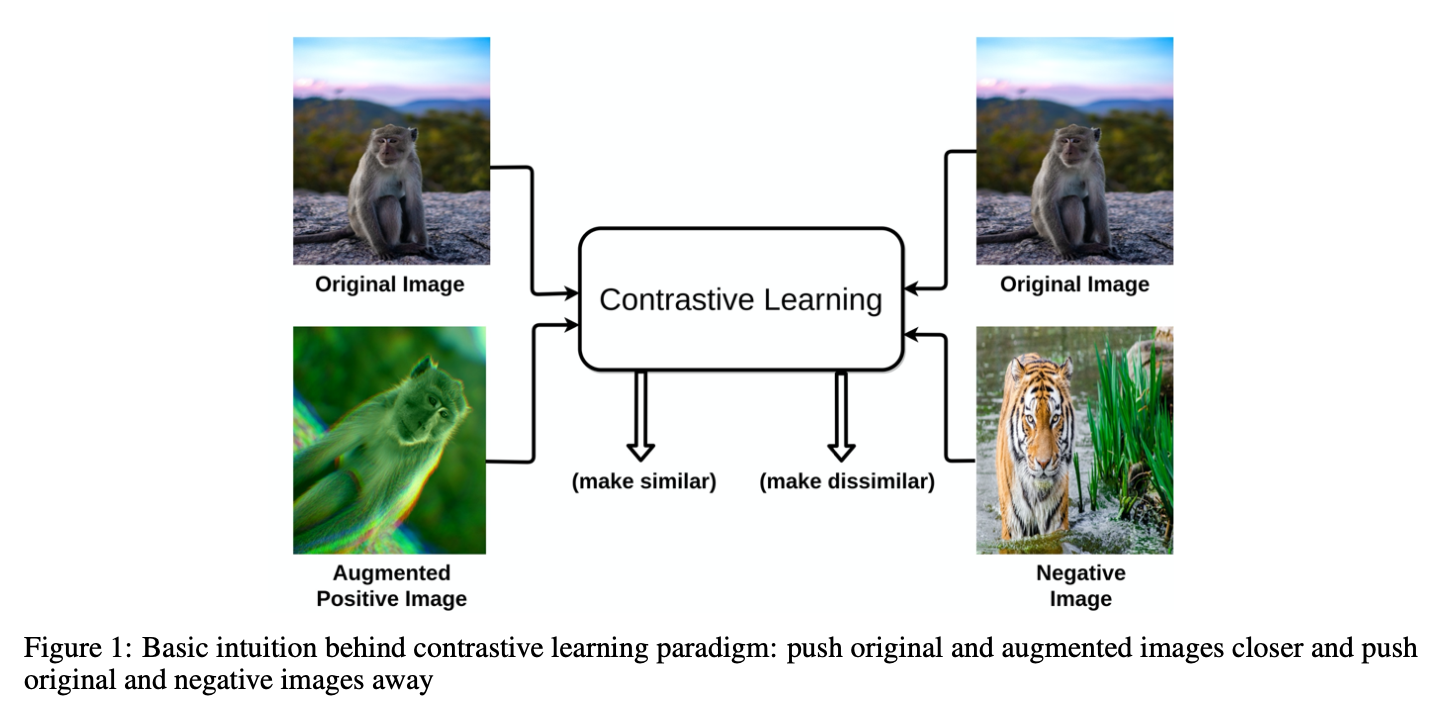 Original Image
Original Image
Contrastive Learning
(make similar)
(make dissimilar)
Augmented
Positive Image
Negative
Image
Figure 1: Basic intuition behind contrastive learning paradigm: push original and augmented images closer and push
original and negative images away